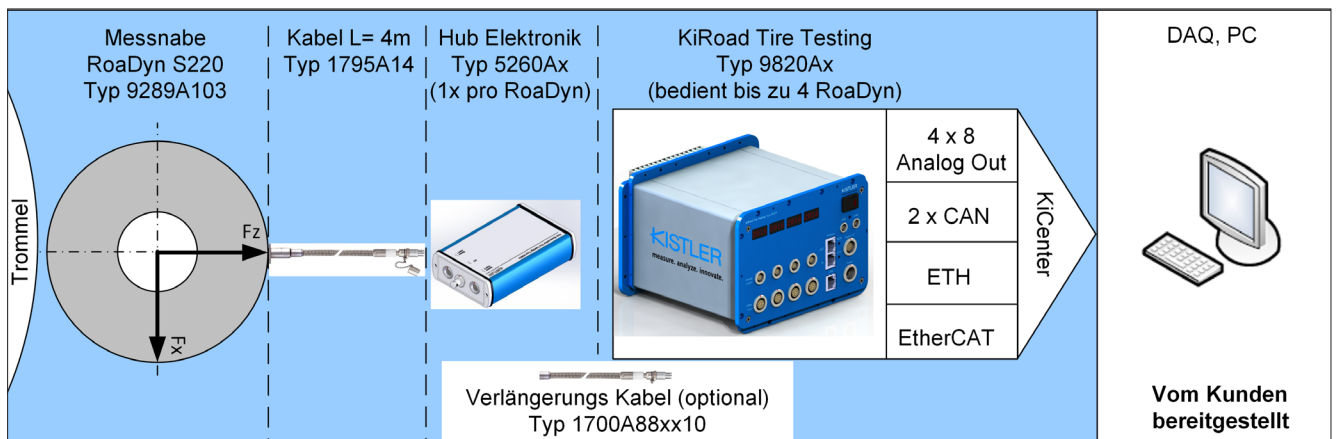 Messnabe
RoaDyn S220
Typ 9289A103
Kabel L= 4m
Typ 1795A14
Hub Elektronik
Typ 5260Ax
(1x pro RoaDyn)
KiRoad Tire Testing
Typ 9820Ax
(bedient bis zu 4 RoaDyn)
DAQ, PC
Trommel
Fz
Fx
KISTLER
measure. analyze. innovate.
KISTLER
4 x 8
Analog Out
2 x CAN
ETH
EtherCAT
KiCenter
Verlängerungs Kabel (optional)
Typ 1700A88xx10
Vom Kunden
bereitgestellt